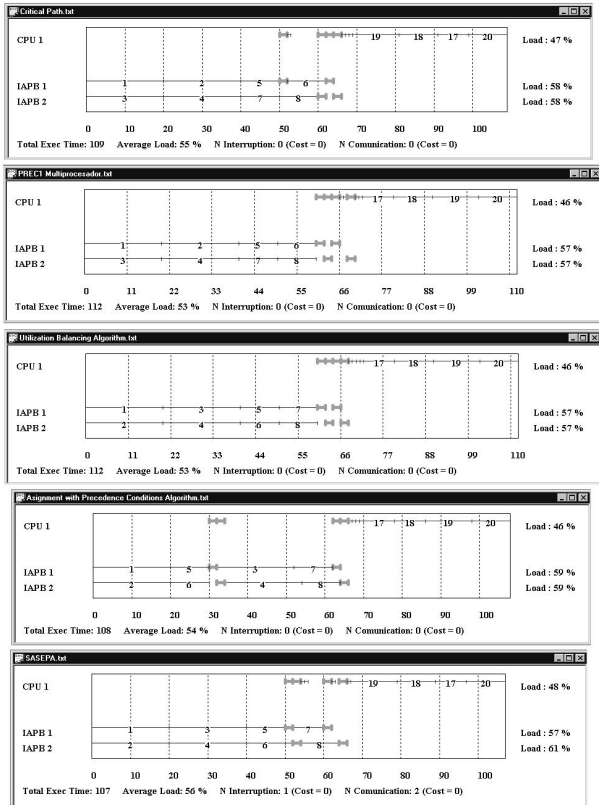 Critical Path.txt
CPU 1 19 18 17 20 Load : 47 %
IAPB 1 1 2 5 6 Load : 58 %
IAPB 2 3 4 7 8 Load : 58 %
0 10 20 30 40 50 60 70 80 90 100
Total Exec Time: 109 Average Load: 55 % N Interruption: 0 (Cost = 0) N Comunication: 0 (Cost = 0)
PREC1 Multiprocesador.txt
CPU 1 17 18 19 20 Load : 46 %
IAPB 1 1 2 5 6 Load : 57 %
IAPB 2 3 4 7 8 Load : 57 %
0 11 22 33 44 55 66 77 88 99 110
Total Exec Time: 112 Average Load: 53 % N Interruption: 0 (Cost = 0) N Comunication: 0 (Cost = 0)
Utilization Balancing Algorithm.txt
CPU 1 17 18 19 20 Load : 46 %
IAPB 1 1 3 5 7 Load : 57 %
IAPB 2 2 4 6 8 Load : 57 %
0 11 22 33 44 55 66 77 88 99 110
Total Exec Time: 112 Average Load: 53 % N Interruption: 0 (Cost = 0) N Comunication: 0 (Cost = 0)
Asignment with Precedence Conditions Algorithm.txt
CPU 1 17 18 19 20 Load : 46 %
IAPB 1 1 5 3 7 Load : 59 %
IAPB 2 2 6 4 8 Load : 59 %
0 10 20 30 40 50 60 70 80 90 100
Total Exec Time: 108 Average Load: 54 % N Interruption: 0 (Cost = 0) N Comunication: 0 (Cost = 0)
SASEPA.txt
CPU 1 19 18 17 20 Load : 48 %
IAPB 1 1 3 5 7 Load : 57 %
IAPB 2 2 4 6 8 Load : 61 %
0 10 20 30 40 50 60 70 80 90 100
Total Exec Time: 107 Average Load: 56 % N Interruption: 1 (Cost = 0) N Comunication: 2 (Cost = 0)